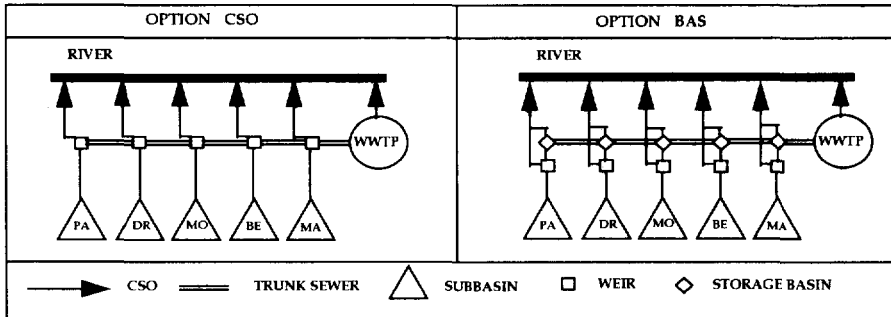 OPTION CSO
OPTION BAS
RIVER
RIVER
WWTP
WWTP
PA DR MO BE MA
PA DR MO BE MA
CSO TRUNK SEWER SUBBASIN WEIR STORAGE BASIN